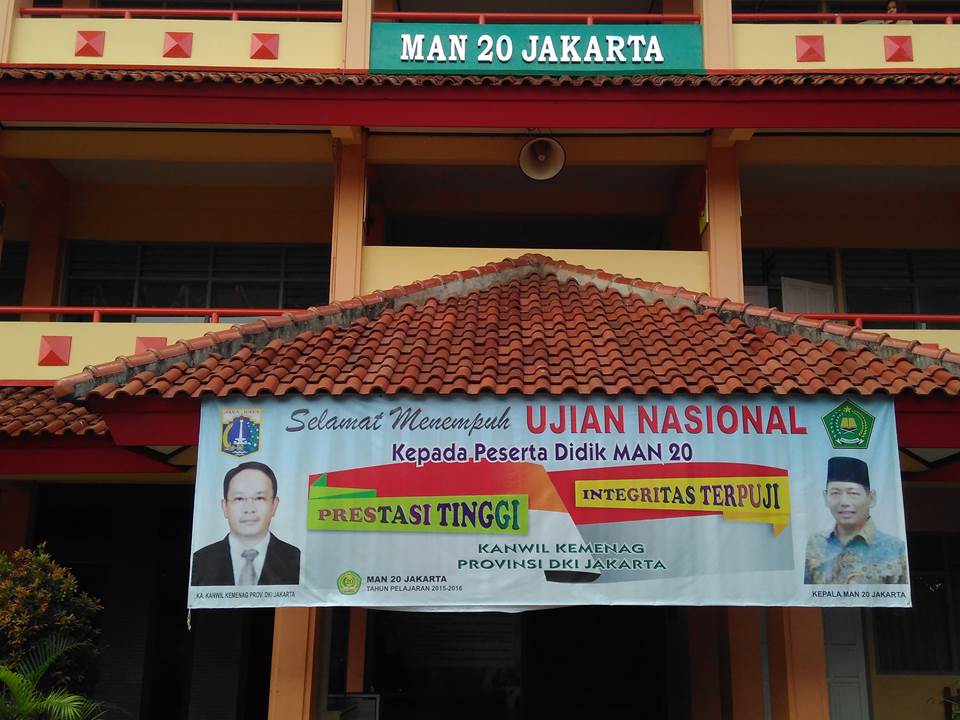 MAN 20 JAKARTA
JAYA RAYA
Selamat Menempuh UJIAN NASIONAL
Kepada Peserta Didik MAN 20
PRESTASI TINGGI
INTEGRITAS TERPUJI
KANWIL KEMENAG
PROVINSI DKI JAKARTA
MAN 20 JAKARTA
TAHUN PELAJARAN 2015-2016
KA. KANWIL KEMENAG PROV. DKI JAKARTA
KEPALA MAN 20 JAKARTA